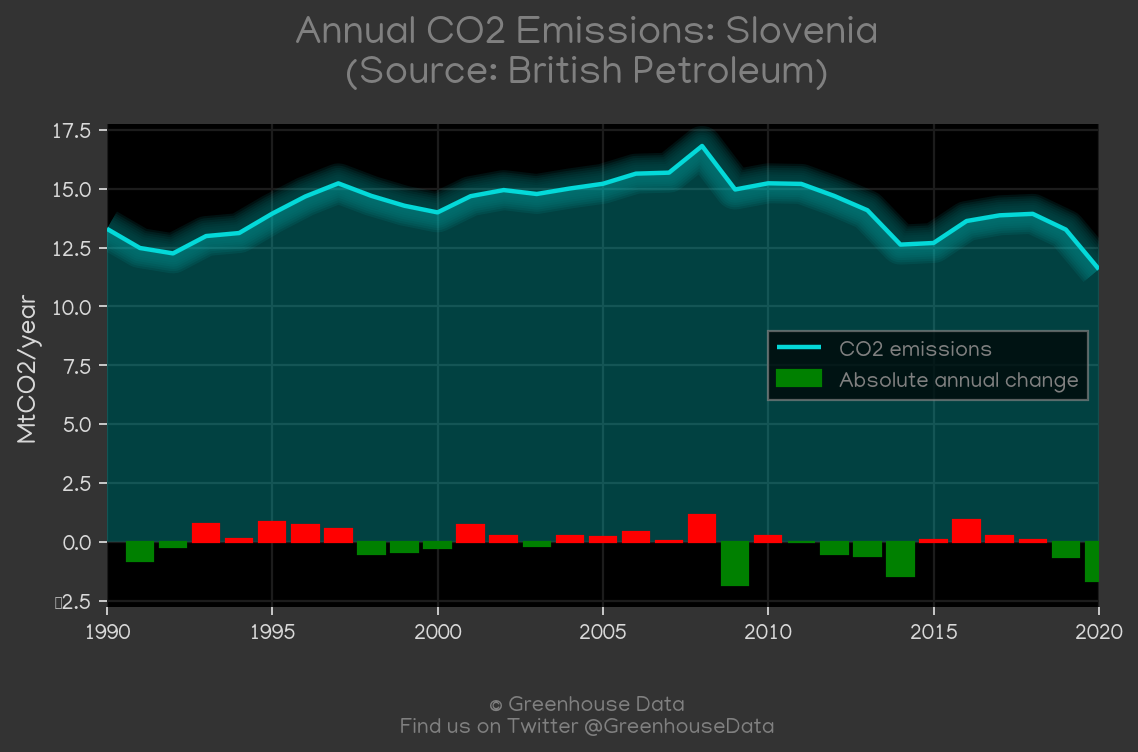 Annual CO2 Emissions: Slovenia
(Source: British Petroleum)
MtCO2/year
17.5
15.0
12.5
10.0
7.5
5.0
2.5
0.0
▯2.5
CO2 emissions
Absolute annual change
1990 1995 2000 2005 2010 2015 2020
© Greenhouse Data
Find us on Twitter @GreenhouseData